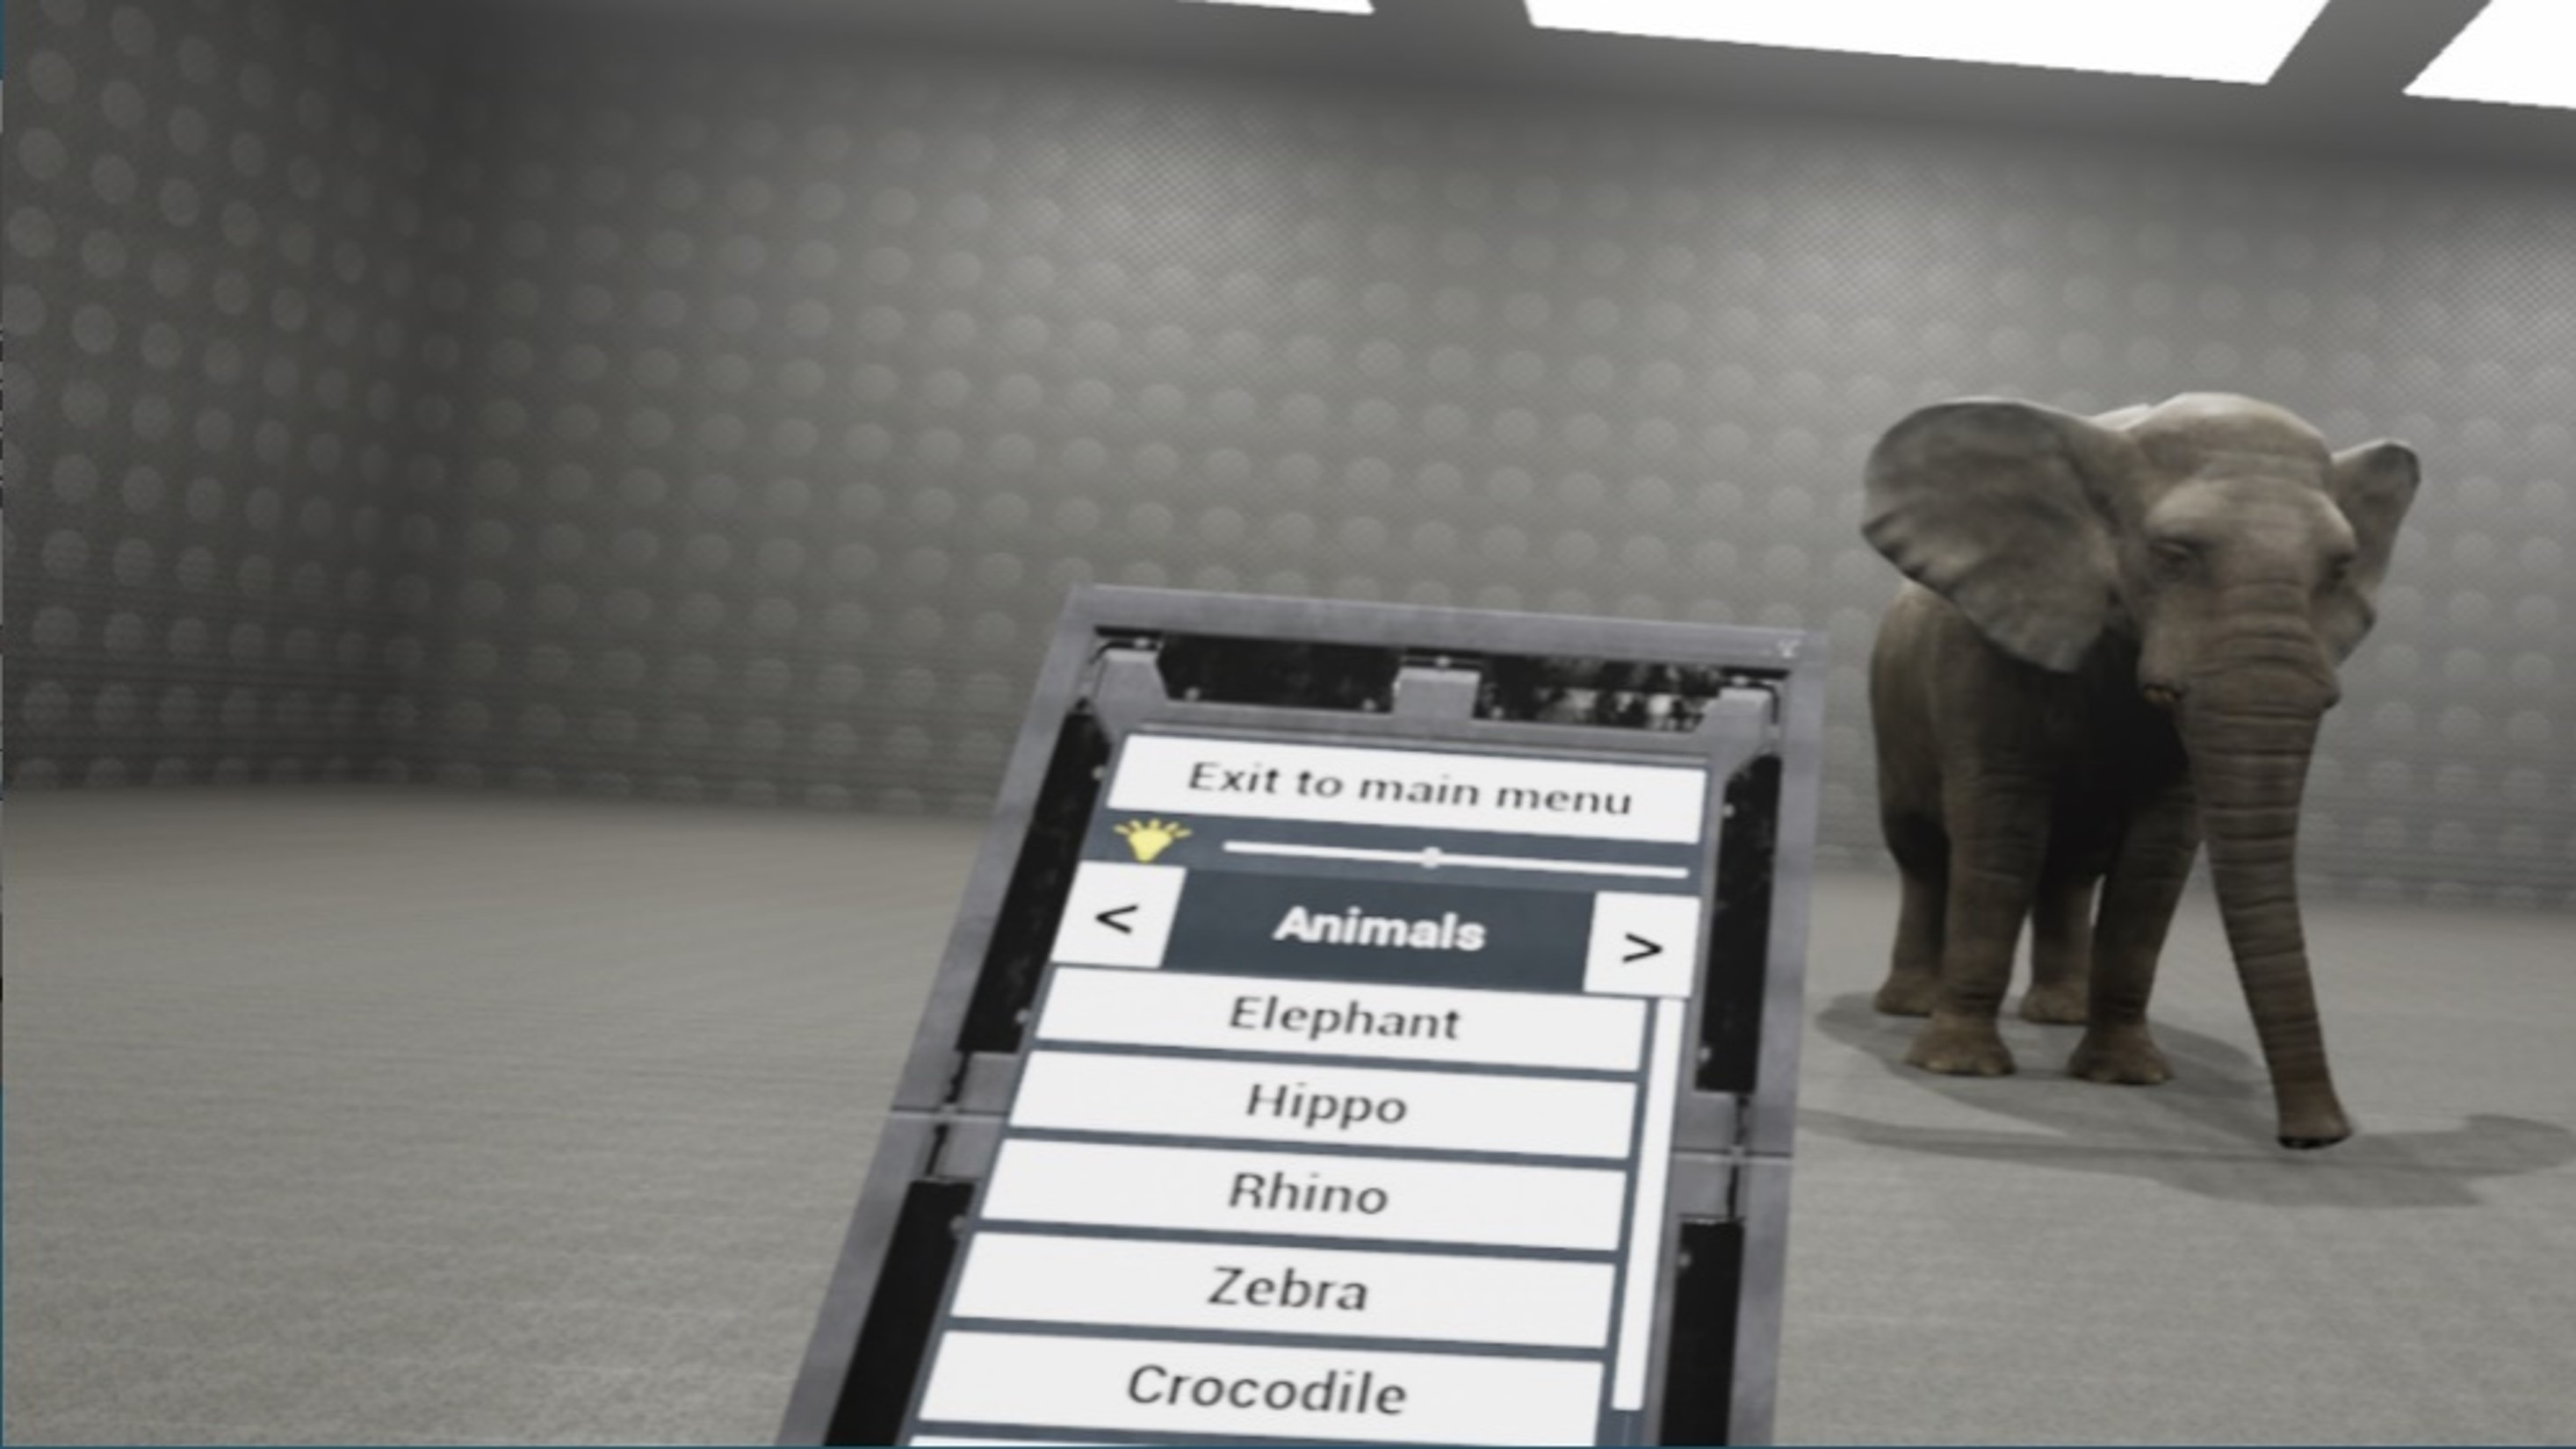 Exit to main menu
< Animals >
Elephant
Hippo
Rhino
Zebra
Crocodile